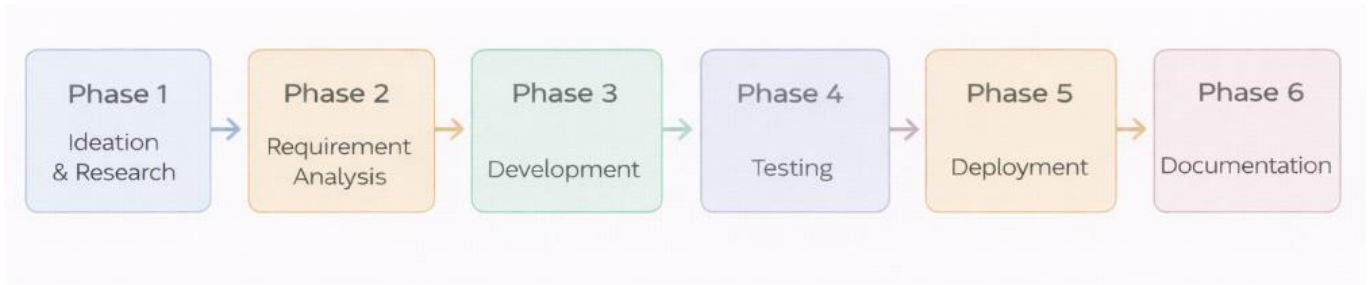 Phase 1
Ideation
& Research
Phase 2
Requirement
Analysis
Phase 3
Development
Phase 4
Testing
Phase 5
Deployment
Phase 6
Documentation